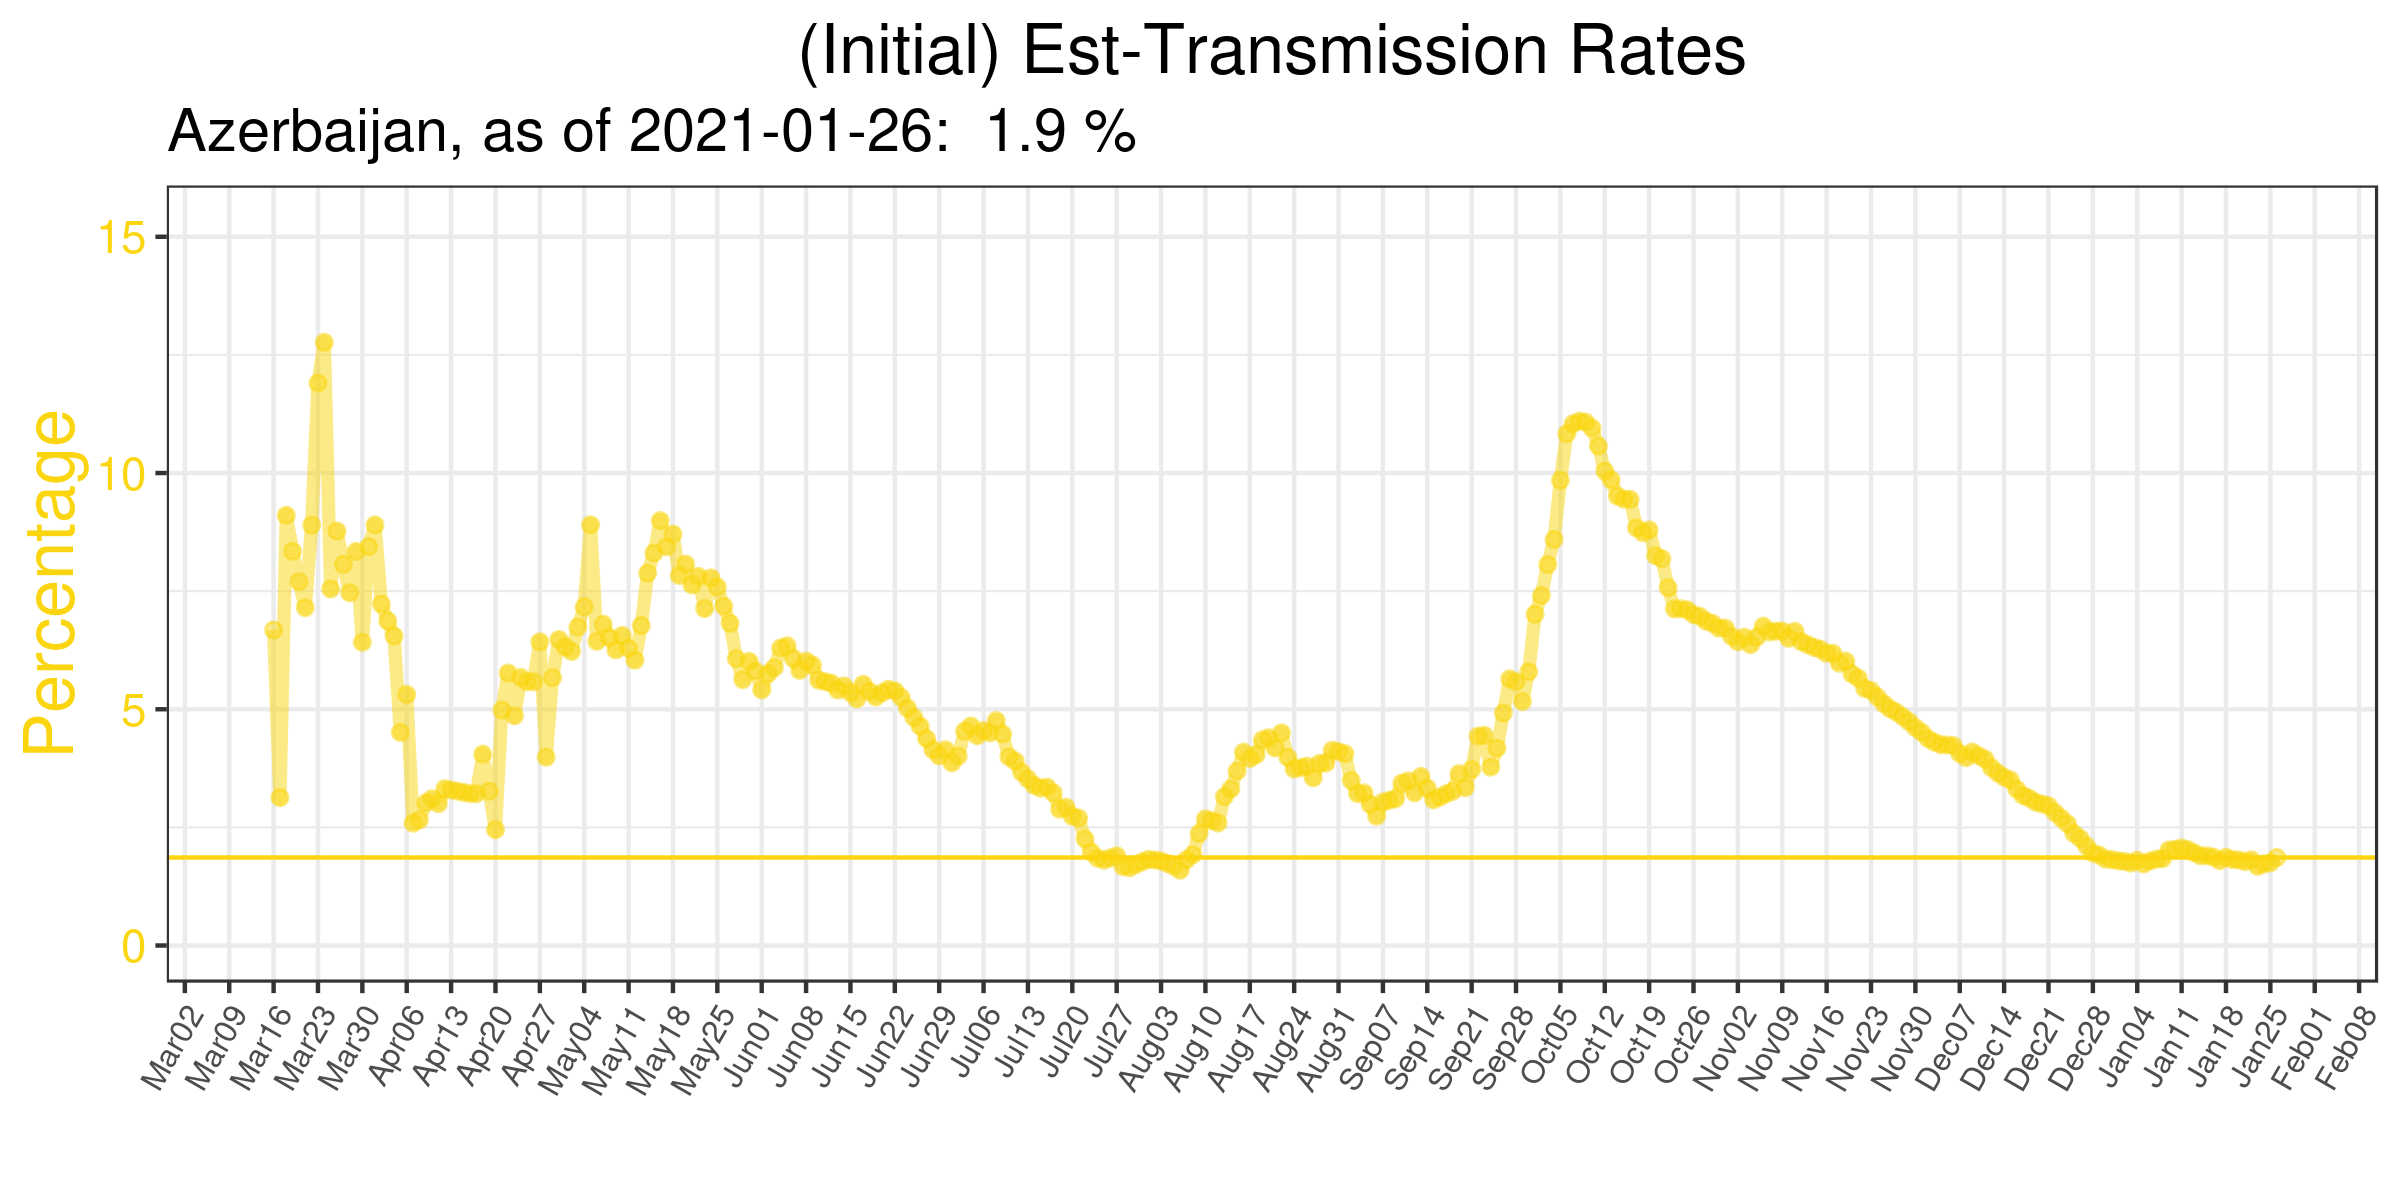 (Initial) Est-Transmission Rates
Azerbaijan, as of 2021-01-26:  1.9 %
Percentage
15
10
5
0
Mar02 Mar09 Mar16 Mar23 Mar30 Apr06 Apr13 Apr20 Apr27 May04 May11 May18 May25 Jun01 Jun08 Jun15 Jun22 Jun29 Jul06 Jul13 Jul20 Jul27 Aug03 Aug10 Aug17 Aug24 Aug31 Sep07 Sep14 Sep21 Sep28 Oct05 Oct12 Oct19 Oct26 Nov02 Nov09 Nov16 Nov23 Nov30 Dec07 Dec14 Dec21 Dec28 Jan04 Jan11 Jan18 Jan25 Feb01 Feb08